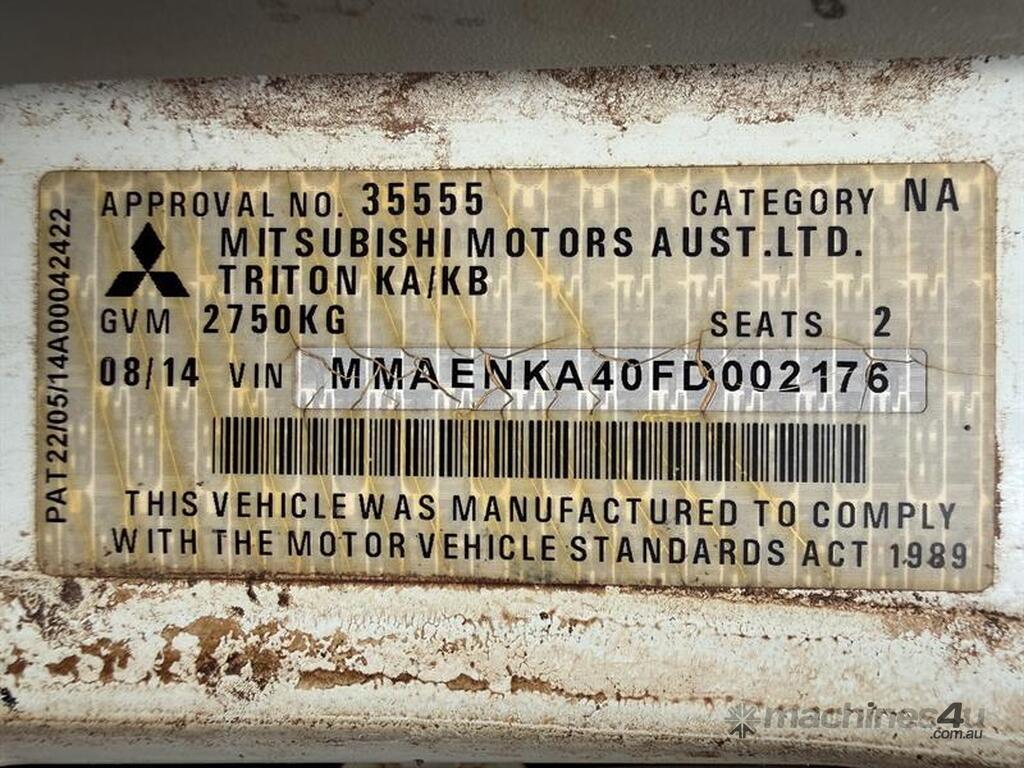 APPROVAL NO. 35555 CATEGORY NA
MITSUBISHI MOTORS AUST.LTD.
TRITON KA/KB
GVM 2750KG SEATS 2
08/14 VIN MMAENKA40FD002176
THIS VEHICLE WAS MANUFACTURED TO COMPLY
WITH THE MOTOR VEHICLE STANDARDS ACT 1989
PAT 22/05/14A00042422
machines4u
.com.au